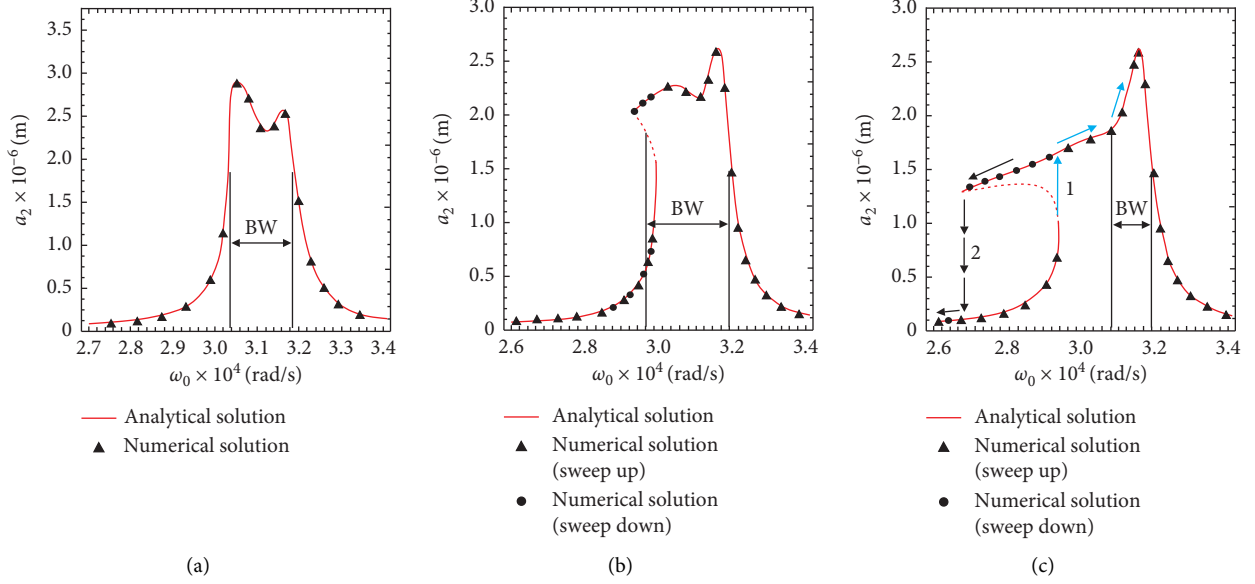 3.5
3.0
2.5
2.0
1.5
1.0
0.5
0
a₂ × 10⁻⁶ (m)
BW
2.7 2.8 2.9 3.0 3.1 3.2 3.3 3.4
ω₀ × 10⁴ (rad/s)
Analytical solution
Numerical solution
(a)
3.0
2.5
2.0
1.5
1.0
0.5
0
a₂ × 10⁻⁶ (m)
BW
2.6 2.8 3.0 3.2 3.4
ω₀ × 10⁴ (rad/s)
Analytical solution
Numerical solution
(sweep up)
Numerical solution
(sweep down)
(b)
3.0
2.5
2.0
1.5
1.0
0.5
0
a₂ × 10⁻⁶ (m)
1
2
BW
2.6 2.8 3.0 3.2 3.4
ω₀ × 10⁴ (rad/s)
Analytical solution
Numerical solution
(sweep up)
Numerical solution
(sweep down)
(c)